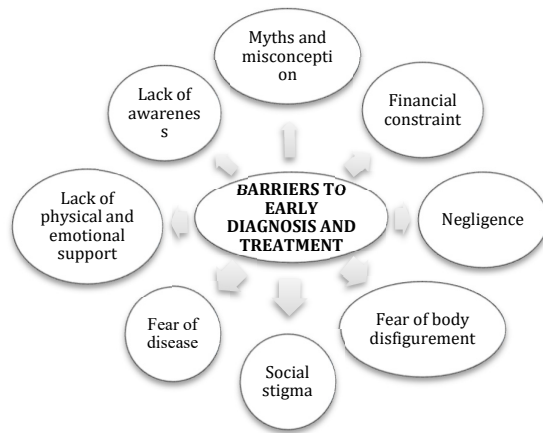 Myths and
misconcepti
on
Lack of
awarenes
s
Financial
constraint
BARRIERS TO
EARLY
DIAGNOSIS AND
TREATMENT
Lack of
physical and
emotional
support
Negligence
Fear of
disease
Fear of body
disfigurement
Social
stigma